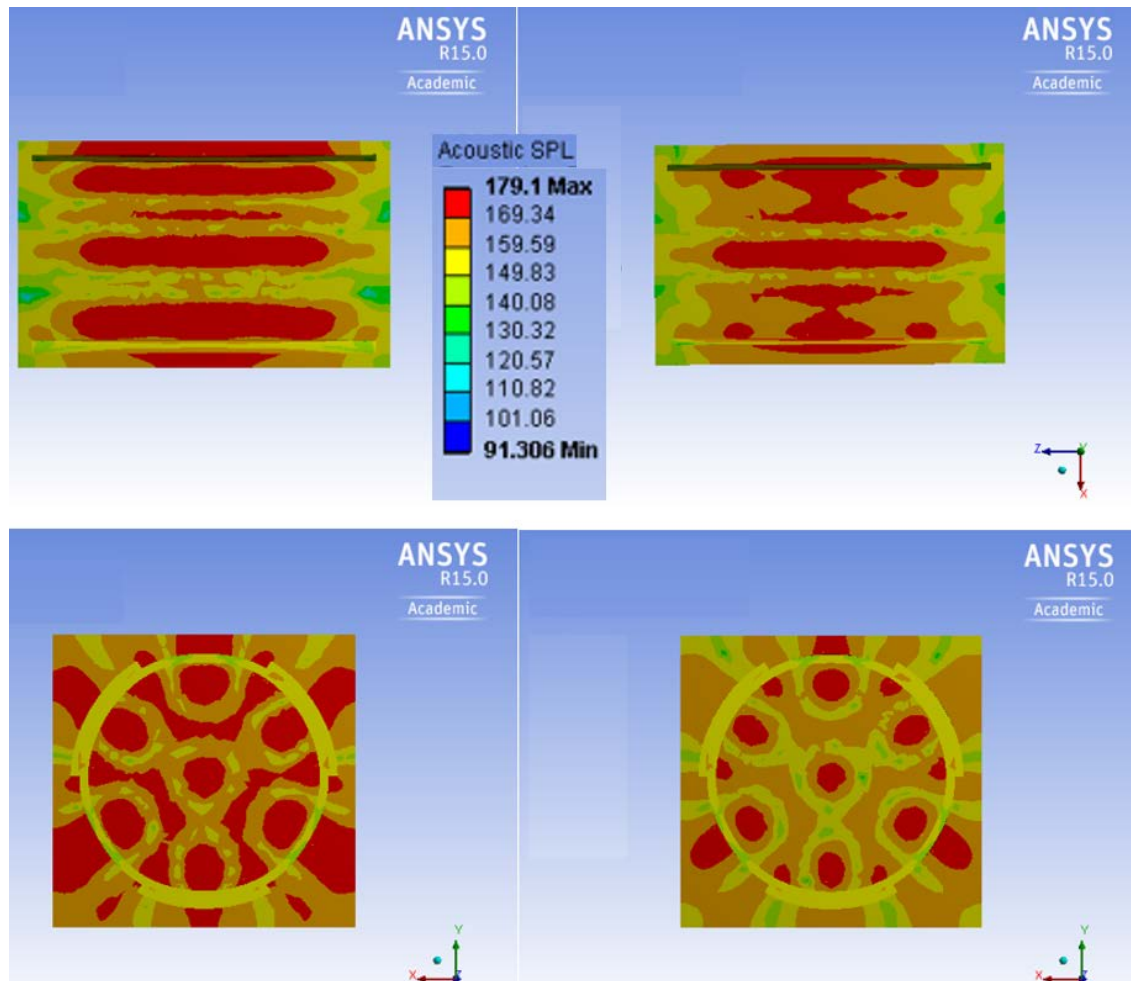 ANSYS
R15.0
Academic
ANSYS
R15.0
Academic
Acoustic SPL
179.1 Max
169.34
159.59
149.83
140.08
130.32
120.57
110.82
101.06
91.306 Min
Z
Y
X
ANSYS
R15.0
Academic
ANSYS
R15.0
Academic
Y
X
Z
Y
X
Z